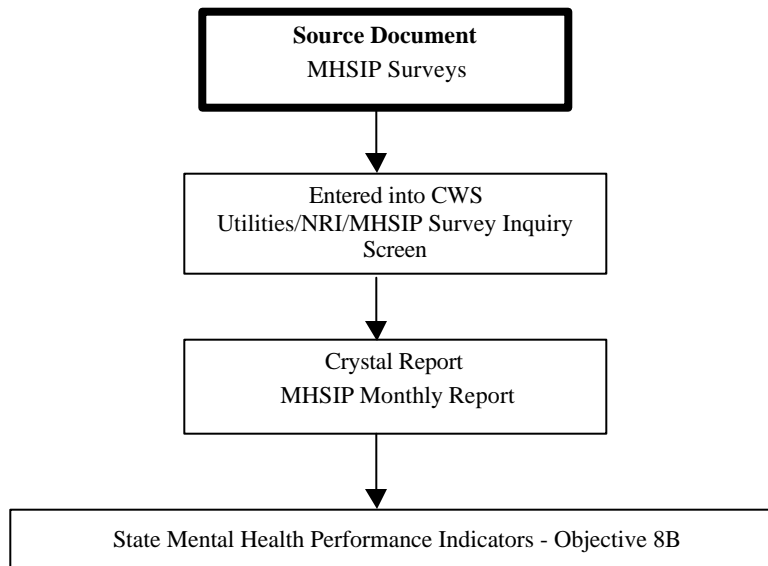 Source Document
MHSIP Surveys
Entered into CWS
Utilities/NRI/MHSIP Survey Inquiry
Screen
Crystal Report
MHSIP Monthly Report
State Mental Health Performance Indicators - Objective 8B